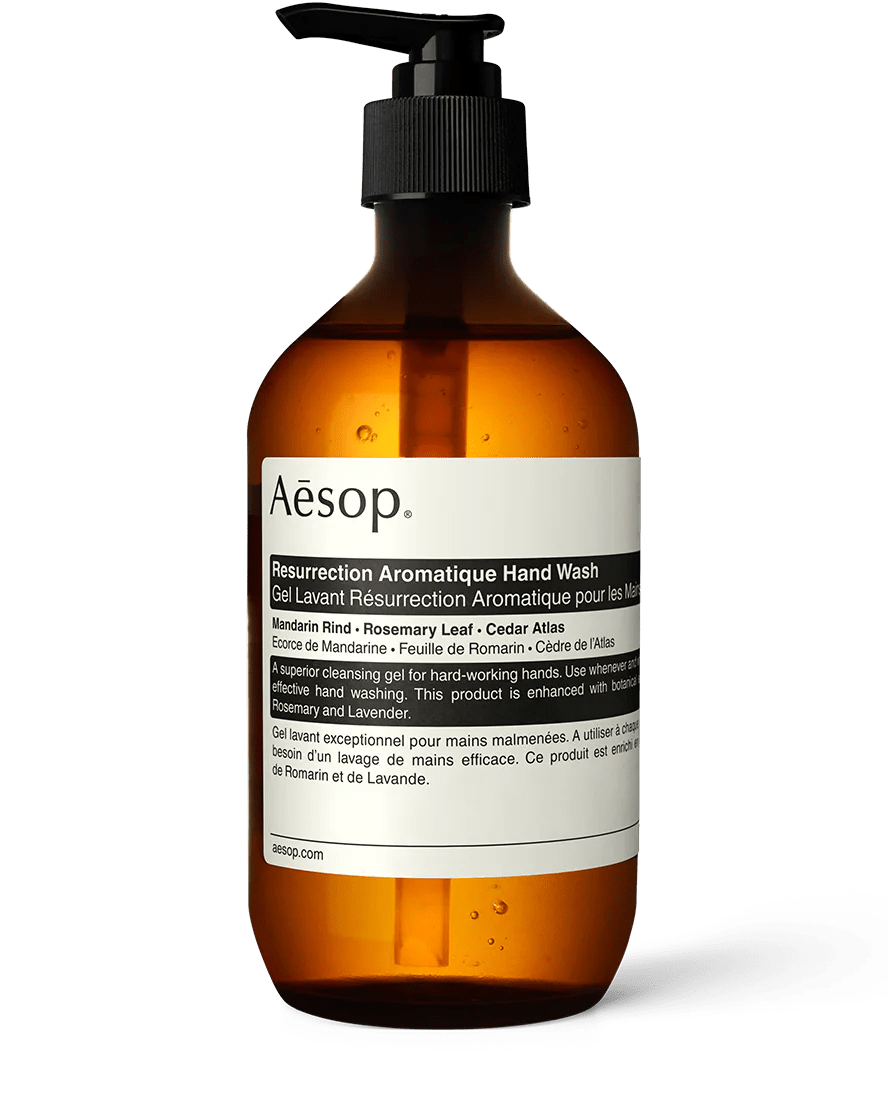 Aēsop®
Resurrection Aromatique Hand Wash
Gel Lavant Résurrection Aromatique pour les Mains
Mandarin Rind • Rosemary Leaf • Cedar Atlas
Ecorce de Mandarine • Feuille de Romarin • Cèdre de l'Atlas
A superior cleansing gel for hard-working hands. Use whenever and
effective hand washing. This product is enhanced with botanical
Rosemary and Lavender.
Gel lavant exceptionnel pour mains malmenées. A utiliser à chaque
besoin d'un lavage de mains efficace. Ce produit est enrichi
de Romarin et de Lavande.
aesop.com